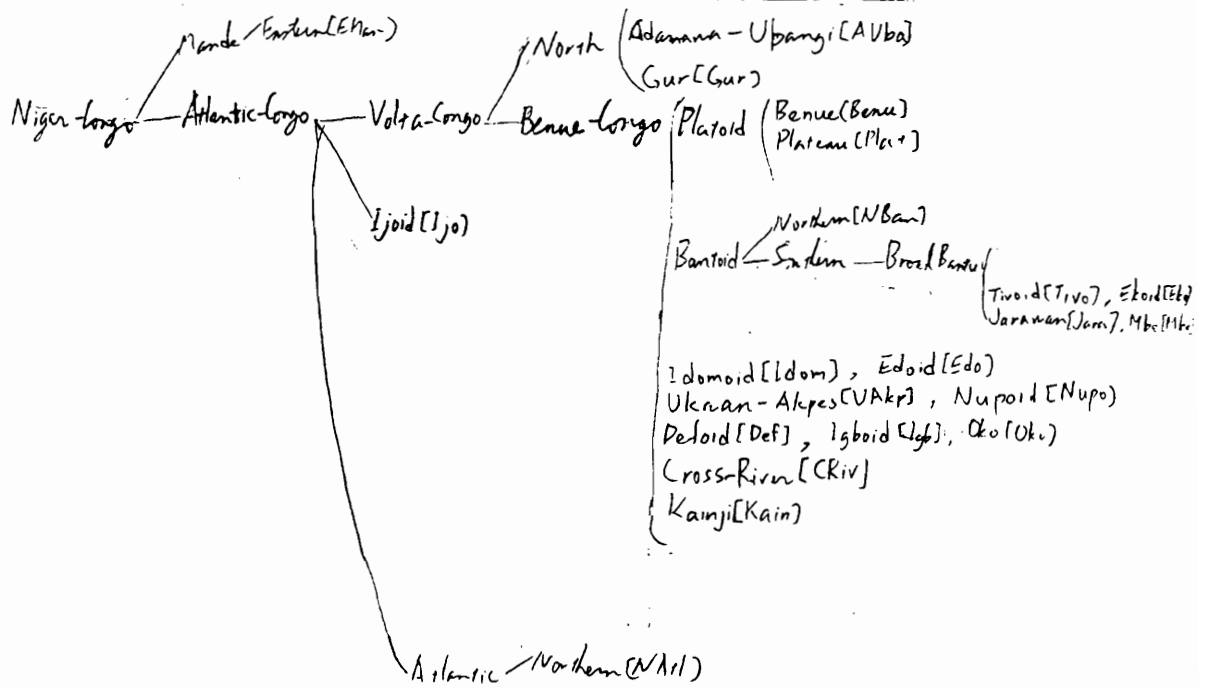 Mande Eastern[EMan]
North Adamawa-Ubangi[AUba]
Gur[Gur]
Niger-Congo Atlantic-Congo Volta-Congo Benue-Congo Platoid Benue[Benu]
Plateau[Plat]
Ijoid[Ijo]
Northern[NBan]
Bantoid Southern Broad Bantu
Tivoid[Tivo], Ekoid[Eko
Jarawan[Jara], Mbe[Mbe
Idomoid[Idom], Edoid[Edo]
Ukaan-Akpes[UAkp], Nupoid[Nupo]
Defoid[Def], Igboid[Igb], Oko[Oko]
Cross-River[CRiv]
Kainji[Kain]
Atlantic Northern[NAtl]